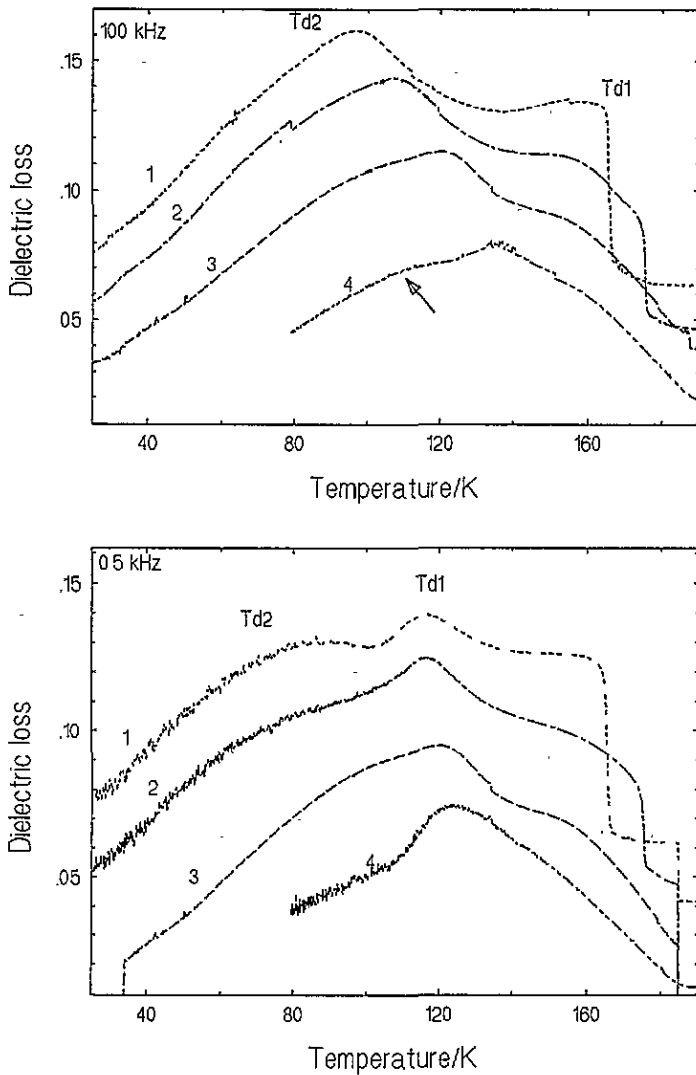 100 kHz
Td2
Td1
.15
.10
.05
Dielectric loss
1
2
3
4
40
80
120
160
Temperature/K
05 kHz
Td2
Td1
.15
.10
.05
Dielectric loss
1
2
3
4
40
80
120
160
Temperature/K